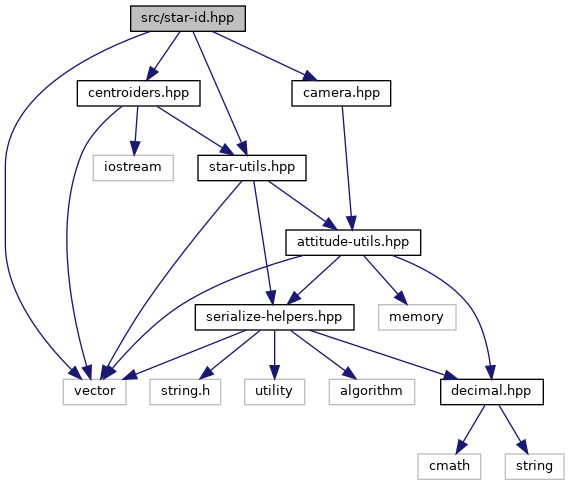 src/star-id.hpp
centroiders.hpp
camera.hpp
iostream
star-utils.hpp
attitude-utils.hpp
serialize-helpers.hpp
memory
vector
string.h
utility
algorithm
decimal.hpp
cmath
string